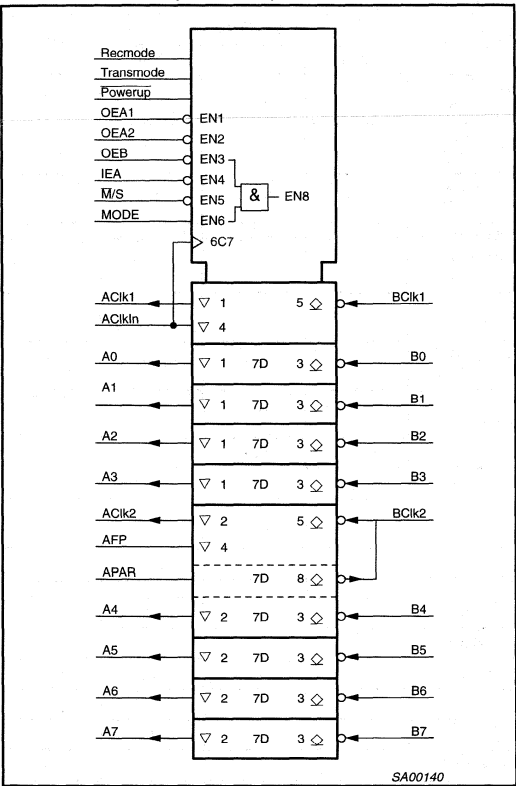 Recmode
Transmode
Powerup
OEA1 EN1
OEA2 EN2
OEB EN3
IEA EN4
& EN8
M/S EN5
MODE EN6
6C7
AClk1 ▽ 1 5 BClk1
AClkIn ▽ 4
A0 ▽ 1 7D 3 B0
A1 ▽ 1 7D 3 B1
A2 ▽ 1 7D 3 B2
A3 ▽ 1 7D 3 B3
AClk2 ▽ 2 5 BClk2
AFP ▽ 4
APAR 7D 8
A4 ▽ 2 7D 3 B4
A5 ▽ 2 7D 3 B5
A6 ▽ 2 7D 3 B6
A7 ▽ 2 7D 3 B7
SA00140